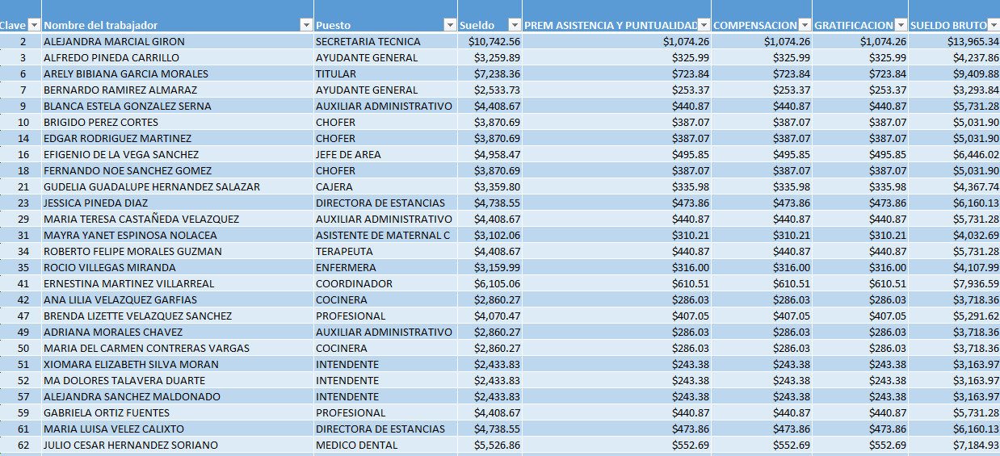 Clave Nombre del trabajador Puesto Sueldo PREM ASISTENCIA Y PUNTUALIDAD COMPENSACION GRATIFICACION SUELDO BRUTO
2 ALEJANDRA MARCIAL GIRON SECRETARIA TECNICA $10,742.56 $1,074.26 $1,074.26 $1,074.26 $13,965.34
3 ALFREDO PINEDA CARRILLO AYUDANTE GENERAL $3,259.89 $325.99 $325.99 $325.99 $4,237.86
6 ARELY BIBIANA GARCIA MORALES TITULAR $7,238.36 $723.84 $723.84 $723.84 $9,409.88
7 BERNARDO RAMIREZ ALMARAZ AYUDANTE GENERAL $2,533.73 $253.37 $253.37 $253.37 $3,293.84
9 BLANCA ESTELA GONZALEZ SERNA AUXILIAR ADMINISTRATIVO $4,408.67 $440.87 $440.87 $440.87 $5,731.28
10 BRIGIDO PEREZ CORTES CHOFER $3,870.69 $387.07 $387.07 $387.07 $5,031.90
14 EDGAR RODRIGUEZ MARTINEZ CHOFER $3,870.69 $387.07 $387.07 $387.07 $5,031.90
16 EFIGENIO DE LA VEGA SANCHEZ JEFE DE AREA $4,958.47 $495.85 $495.85 $495.85 $6,446.02
18 FERNANDO NOE SANCHEZ GOMEZ CHOFER $3,870.69 $387.07 $387.07 $387.07 $5,031.90
21 GUDELIA GUADALUPE HERNANDEZ SALAZAR CAJERA $3,359.80 $335.98 $335.98 $335.98 $4,367.74
23 JESSICA PINEDA DIAZ DIRECTORA DE ESTANCIAS $4,738.55 $473.86 $473.86 $473.86 $6,160.13
29 MARIA TERESA CASTAÑEDA VELAZQUEZ AUXILIAR ADMINISTRATIVO $4,408.67 $440.87 $440.87 $440.87 $5,731.28
31 MAYRA YANET ESPINOSA NOLACEA ASISTENTE DE MATERNAL C $3,102.06 $310.21 $310.21 $310.21 $4,032.69
34 ROBERTO FELIPE MORALES GUZMAN TERAPEUTA $4,408.67 $440.87 $440.87 $440.87 $5,731.28
35 ROCIO VILLEGAS MIRANDA ENFERMERA $3,159.99 $316.00 $316.00 $316.00 $4,107.99
41 ERNESTINA MARTINEZ VILLARREAL COORDINADOR $6,105.06 $610.51 $610.51 $610.51 $7,936.59
42 ANA LILIA VELAZQUEZ GARFIAS COCINERA $2,860.27 $286.03 $286.03 $286.03 $3,718.36
47 BRENDA LIZETTE VELAZQUEZ SANCHEZ PROFESIONAL $4,070.47 $407.05 $407.05 $407.05 $5,291.62
49 ADRIANA MORALES CHAVEZ AUXILIAR ADMINISTRATIVO $2,860.27 $286.03 $286.03 $286.03 $3,718.36
50 MARIA DEL CARMEN CONTRERAS VARGAS COCINERA $2,860.27 $286.03 $286.03 $286.03 $3,718.36
51 XIOMARA ELIZABETH SILVA MORAN INTENDENTE $2,433.83 $243.38 $243.38 $243.38 $3,163.97
52 MA DOLORES TALAVERA DUARTE INTENDENTE $2,433.83 $243.38 $243.38 $243.38 $3,163.97
57 ALEJANDRA SANCHEZ MALDONADO INTENDENTE $2,433.83 $243.38 $243.38 $243.38 $3,163.97
59 GABRIELA ORTIZ FUENTES PROFESIONAL $4,408.67 $440.87 $440.87 $440.87 $5,731.28
61 MARIA LUISA VELEZ CALIXTO DIRECTORA DE ESTANCIAS $4,738.55 $473.86 $473.86 $473.86 $6,160.13
62 JULIO CESAR HERNANDEZ SORIANO MEDICO DENTAL $5,526.86 $552.69 $552.69 $552.69 $7,184.93